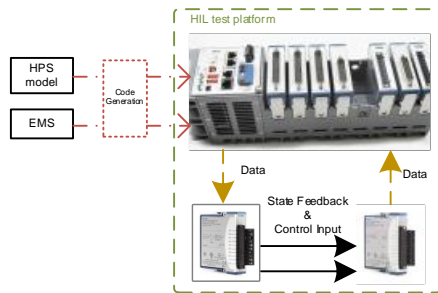 HIL test platform
HPS
model
Code
Generation
EMS
Data
Data
State Feedback
&
Control Input